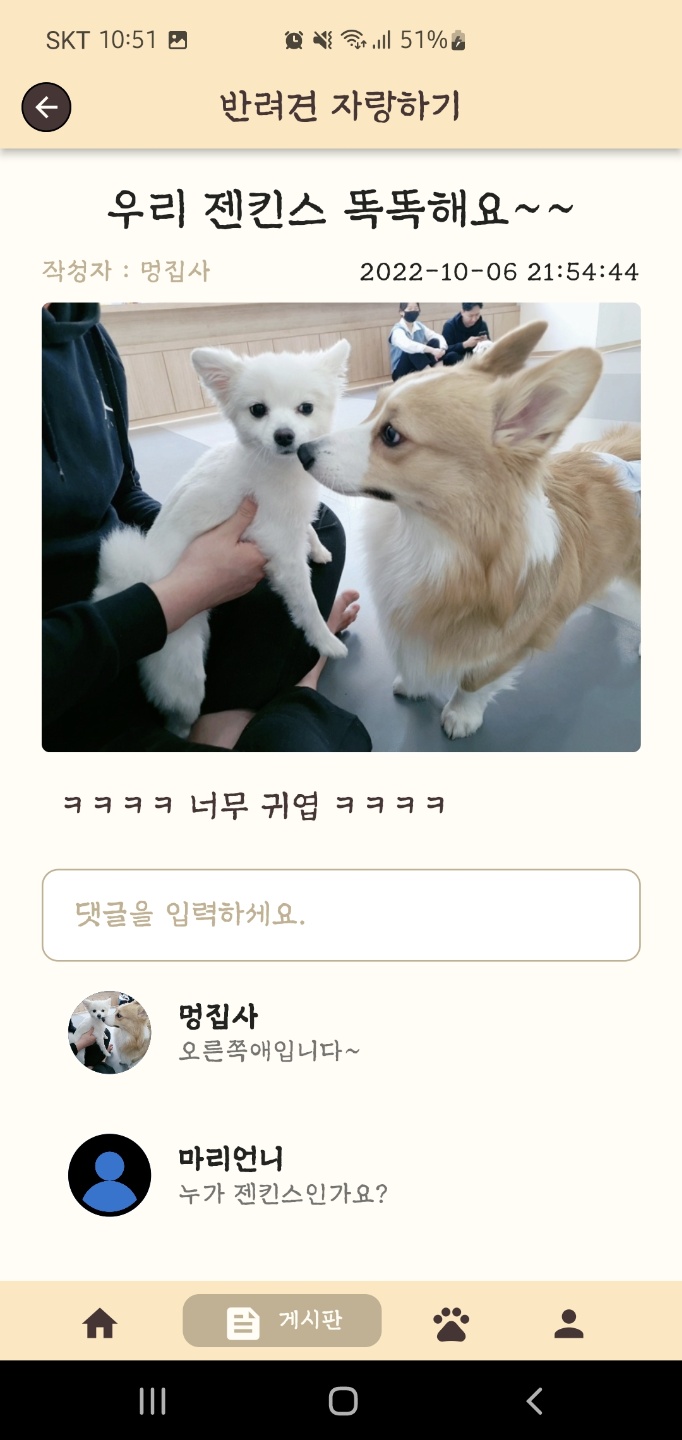 SKT 10:51 51%
반려견 자랑하기
우리 젠킨스 똑똑해요~~
작성자 : 멍집사 2022-10-06 21:54:44
ㅋㅋㅋㅋ 너무 귀엽 ㅋㅋㅋㅋ
댓글을 입력하세요.
멍집사
오른쪽애입니다~
마리언니
누가 젠킨스인가요?
게시판